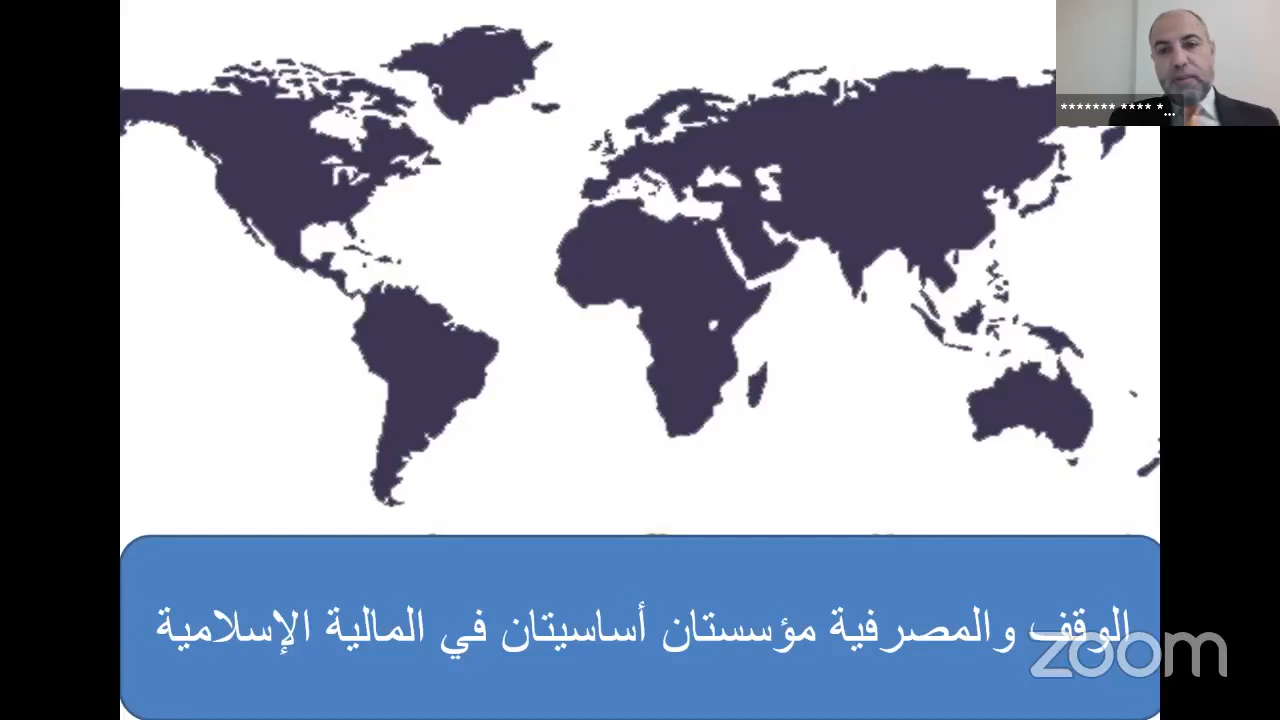 ******* **** *...
الوقف والمصرفية مؤسستان أساسيتان في المالية الإسلامية
zoom